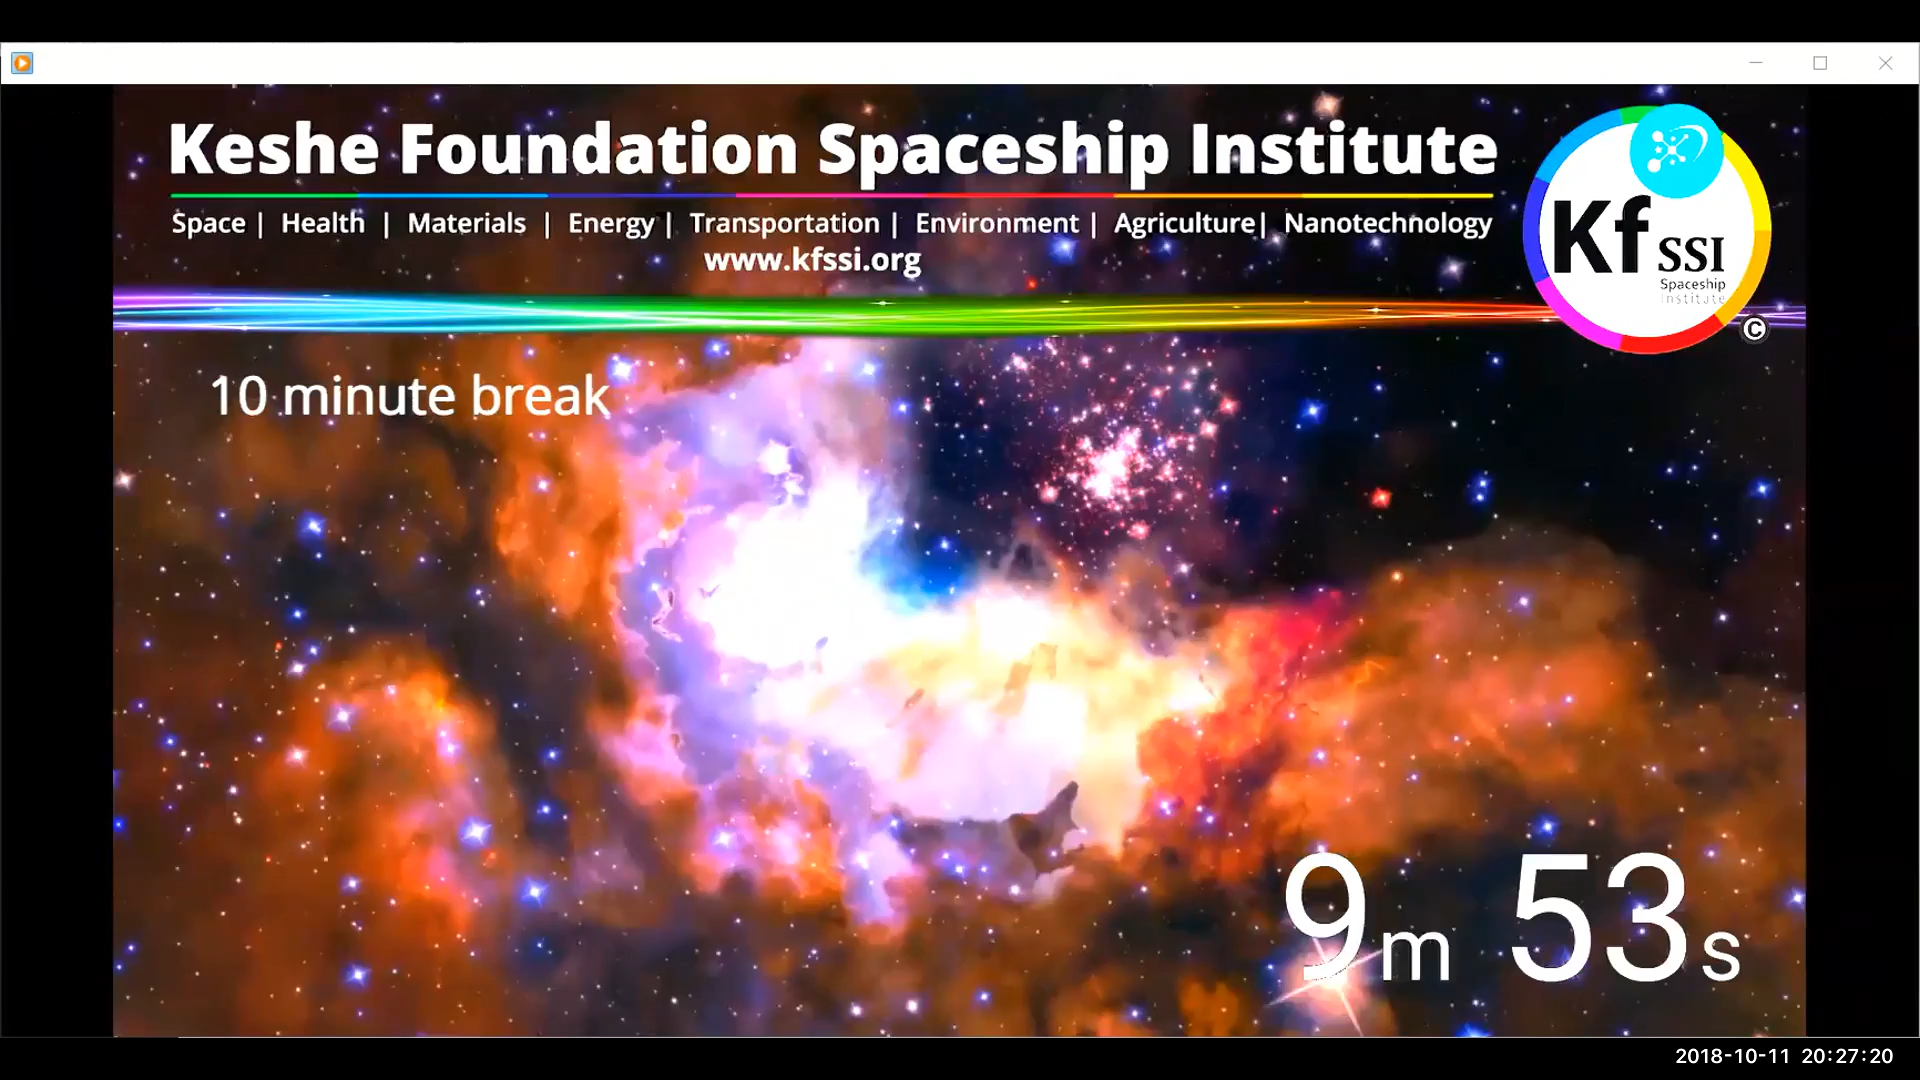 Keshe Foundation Spaceship Institute
Space | Health | Materials | Energy | Transportation | Environment | Agriculture | Nanotechnology
www.kfssi.org
Kf SSI
Spaceship
Institute
©
10 minute break
9m 53s
2018-10-11 20:27:20